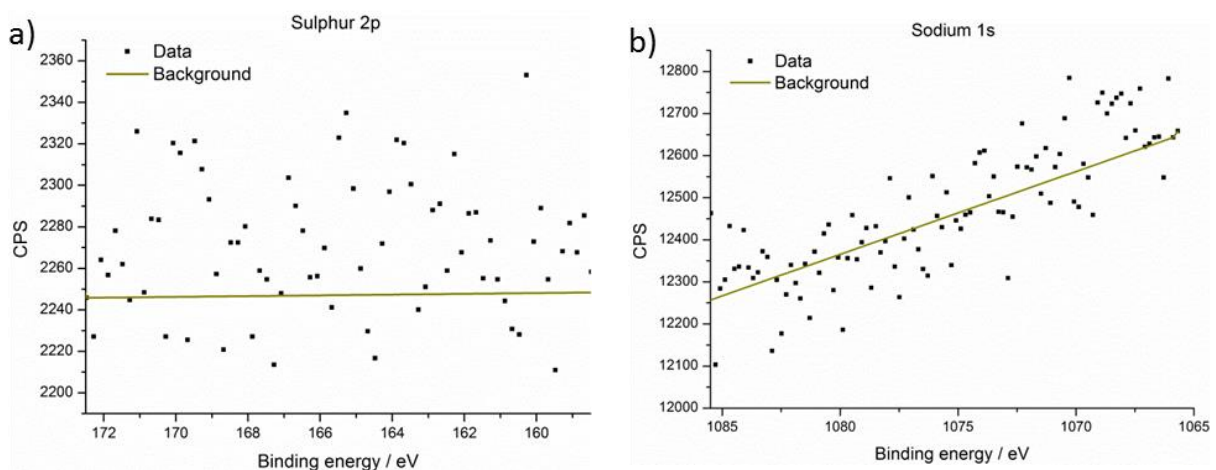 a)
Sulphur 2p
Data
Background
2360
2340
2320
2300
2280
2260
2240
2220
2200
CPS
172 170 168 166 164 162 160
Binding energy / eV
b)
Sodium 1s
Data
Background
12800
12700
12600
12500
12400
12300
12200
12100
12000
CPS
1085 1080 1075 1070 1065
Binding energy / eV